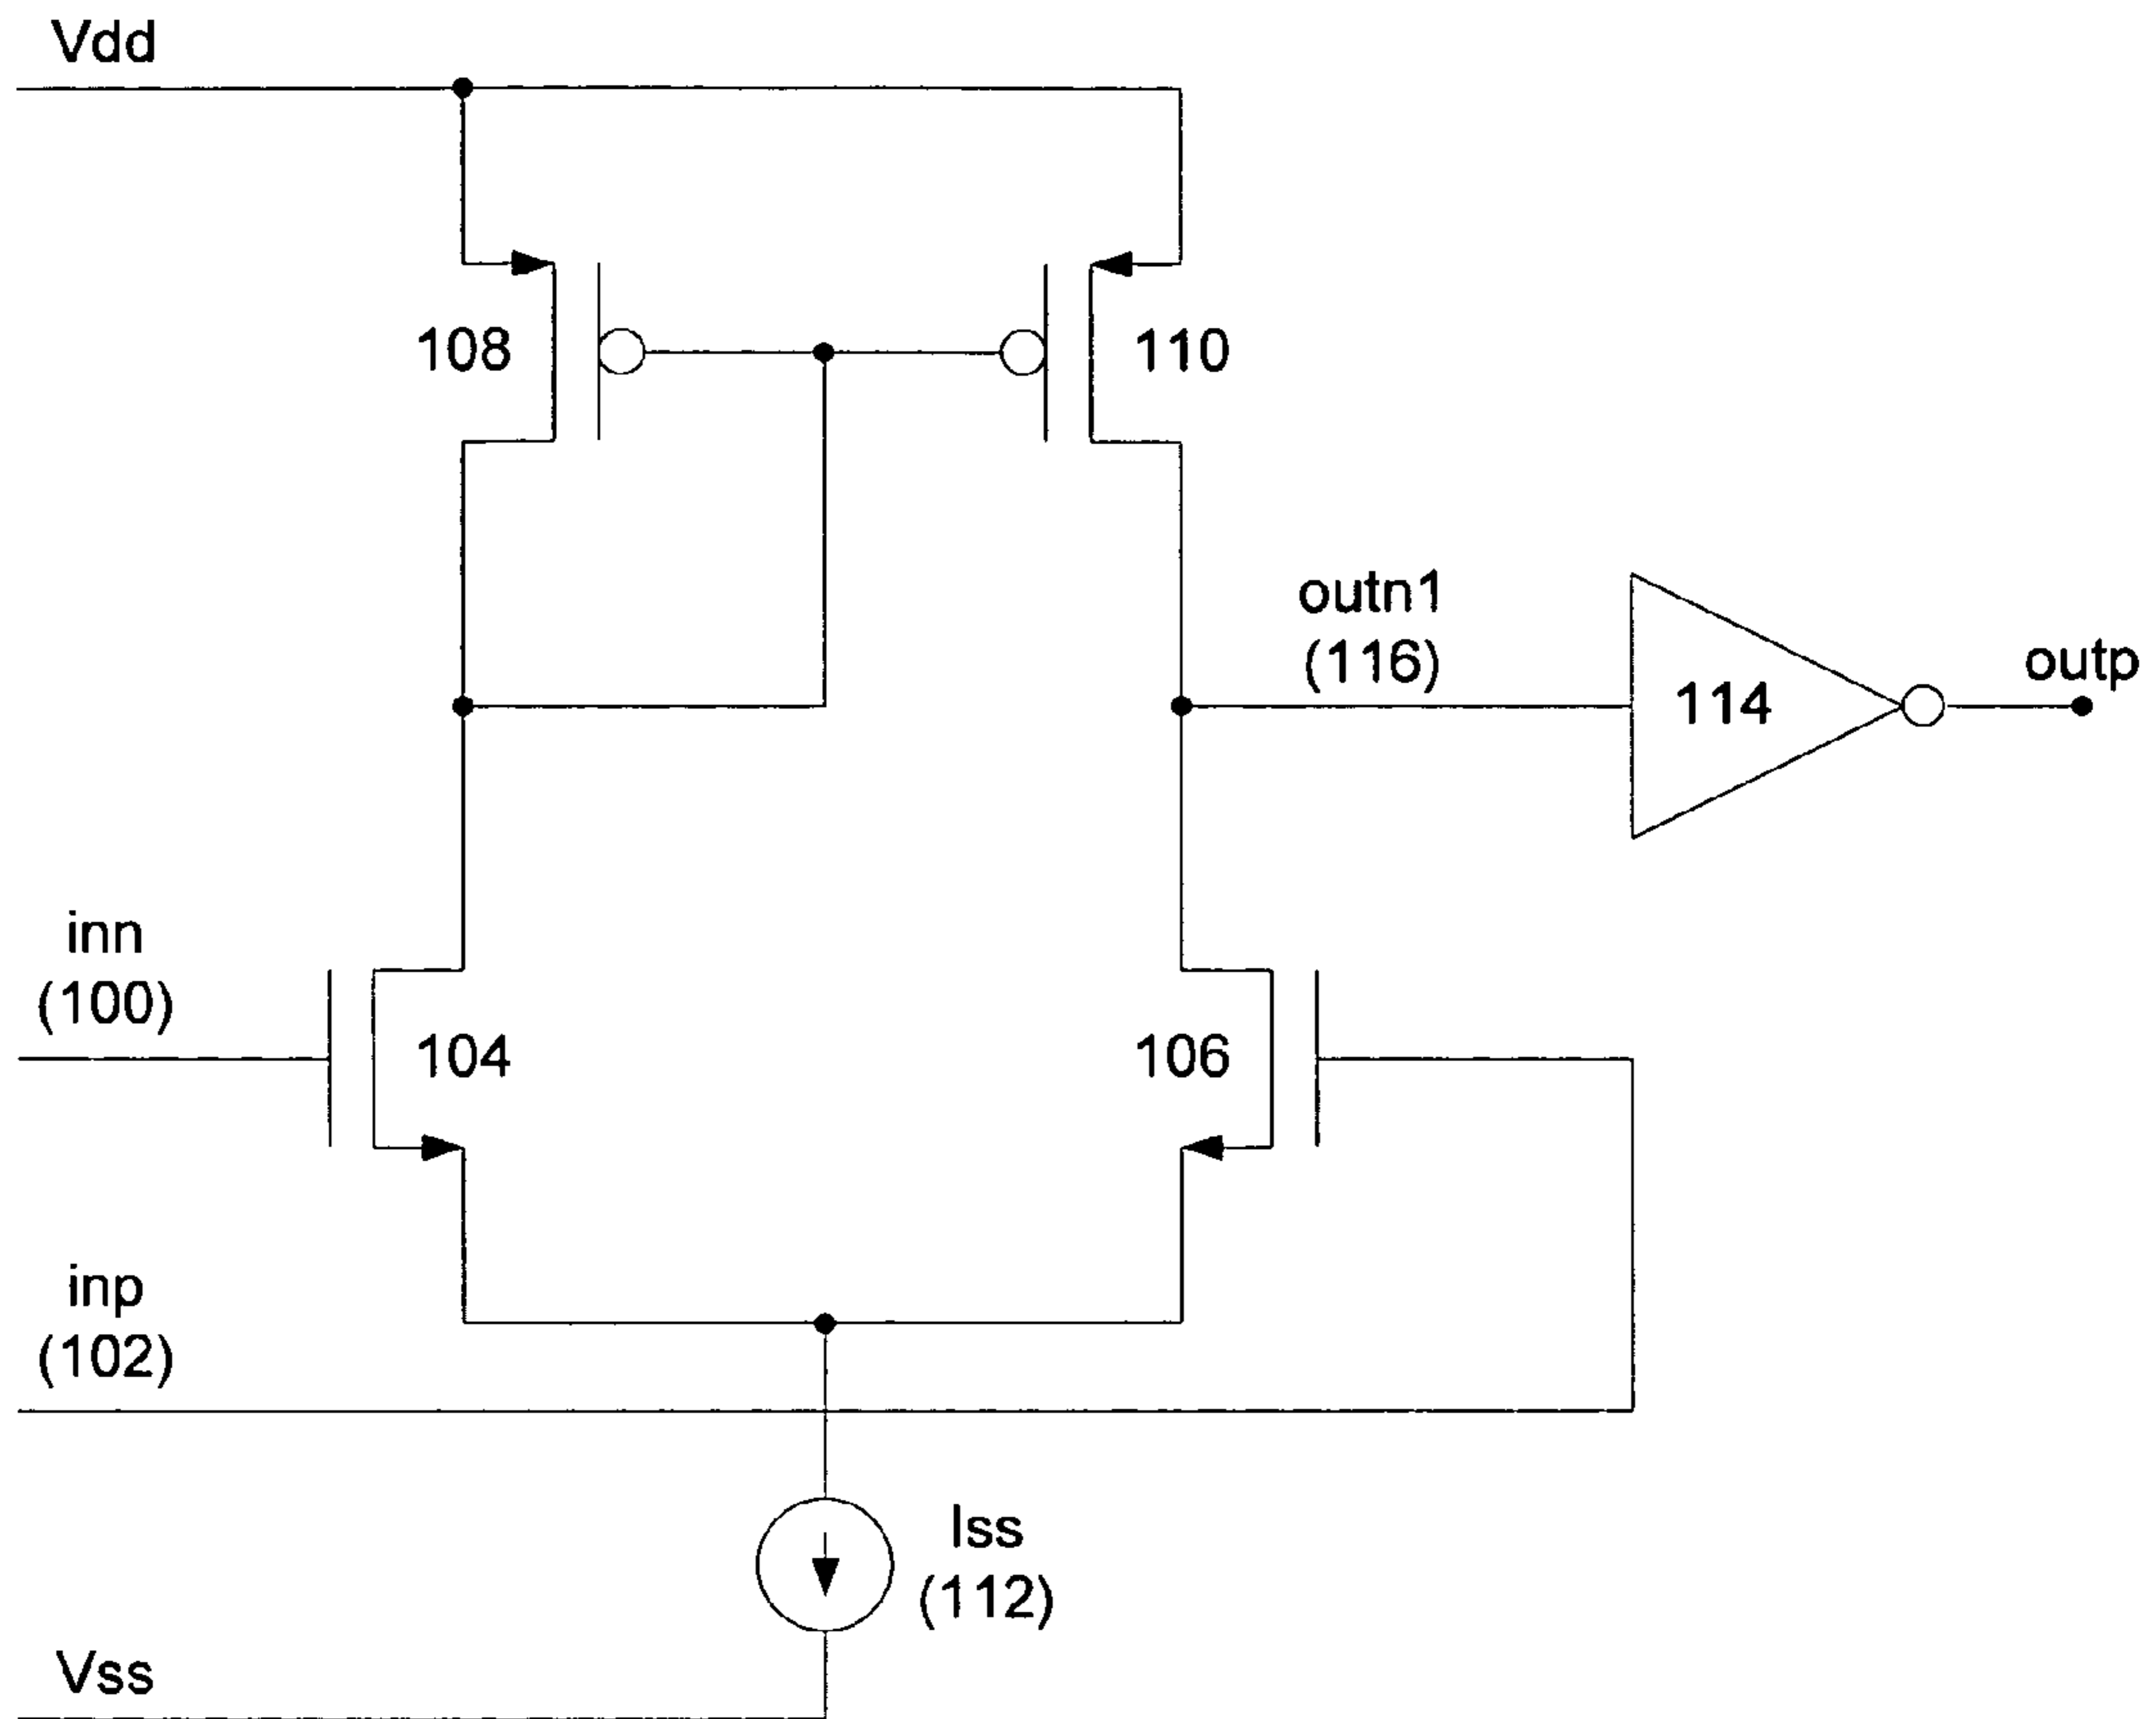 Vdd
108
110
outn1
(116)
114
outp
inn
(100)
104
106
inp
(102)
Iss
(112)
Vss